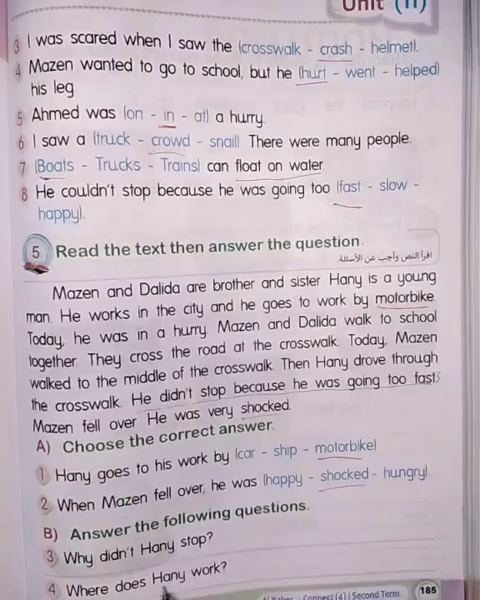 Unit (11)
3 I was scared when I saw the (crosswalk - crash - helmet).
4 Mazen wanted to go to school, but he (hurt - went - helped)
his leg
5 Ahmed was (on - in - at) a hurry.
6 I saw a (truck - crowd - snail) There were many people.
7 (Boats - Trucks - Trains) can float on water
8 He couldn't stop because he was going too (fast - slow -
happy).
5 Read the text then answer the question.
اقرأ النص وأجب عن الأسئلة
Mazen and Dalida are brother and sister Hany is a young
man. He works in the city and he goes to work by motorbike.
Today, he was in a hurry. Mazen and Dalida walk to school
together. They cross the road at the crosswalk. Today, Mazen
walked to the middle of the crosswalk. Then Hany drove through
the crosswalk. He didn't stop because he was going too fast
Mazen fell over He was very shocked.
A) Choose the correct answer.
1 Hany goes to his work by (car - ship - motorbike)
2 When Mazen fell over, he was (happy - shocked - hungry).
B) Answer the following questions.
3 Why didn't Hany stop?
4 Where does Hany work?
Connect (4) / Second Term 185